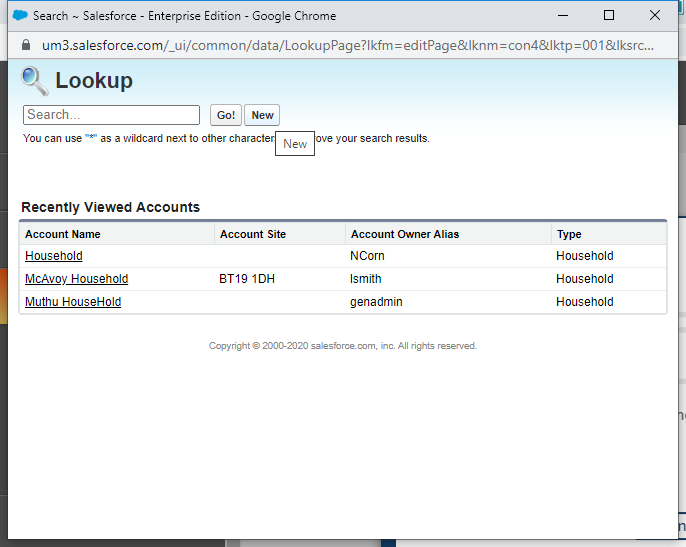 Search ~ Salesforce - Enterprise Edition - Google Chrome
um3.salesforce.com/_ui/common/data/LookupPage?lkfm=editPage&lknm=con4&lktp=001&lksrc...
Lookup
Search... Go! New
You can use "*" as a wildcard next to other character ove your search results.
New
Recently Viewed Accounts
Account Name Account Site Account Owner Alias Type
Household NCorn Household
McAvoy Household BT19 1DH lsmith Household
Muthu HouseHold genadmin Household
Copyright © 2000-2020 salesforce.com, inc. All rights reserved.